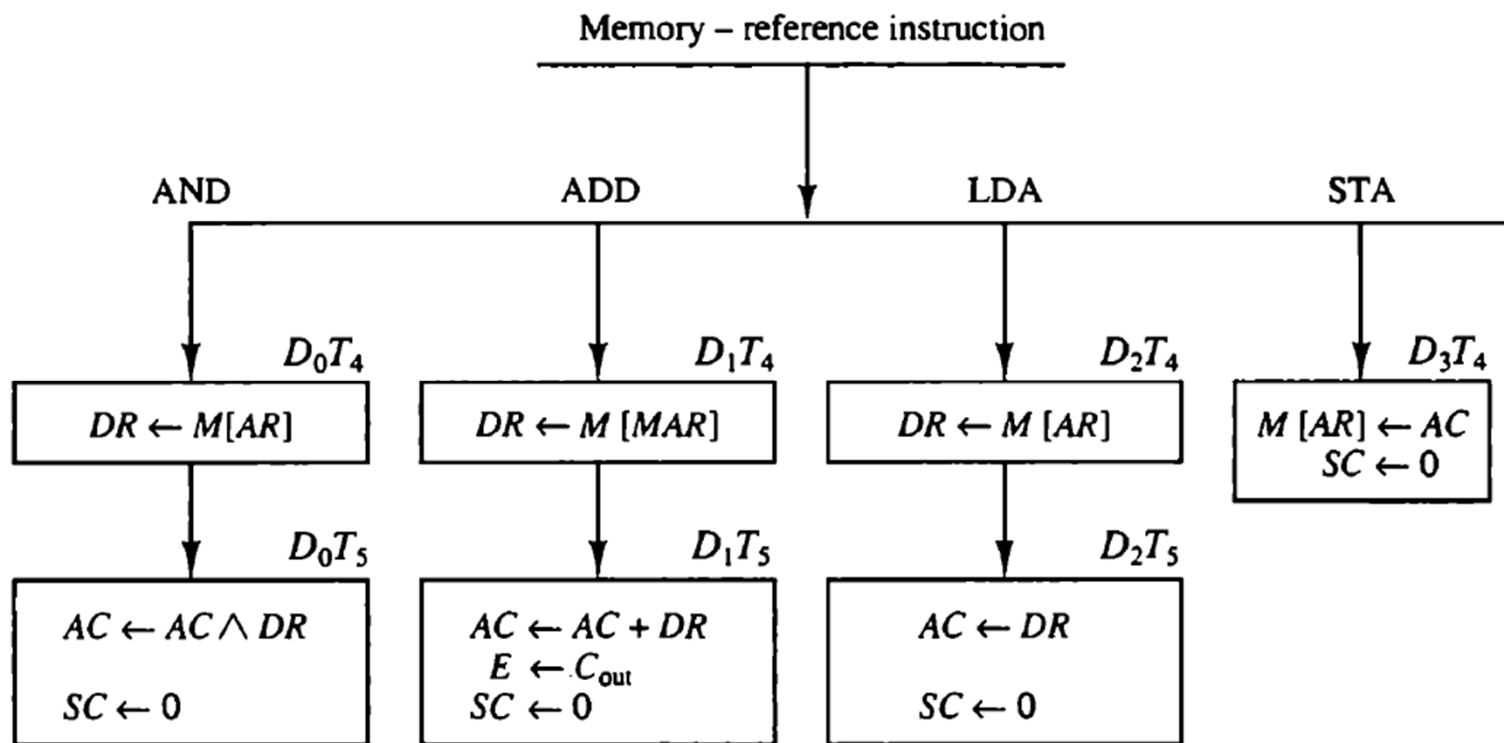 Memory – reference instruction
AND ADD LDA STA
D₀T₄ D₁T₄ D₂T₄ D₃T₄
DR ← M[AR] DR ← M [MAR] DR ← M [AR] M [AR] ← AC
SC ← 0
D₀T₅ D₁T₅ D₂T₅
AC ← AC ∧ DR AC ← AC + DR AC ← DR
E ← C_out
SC ← 0 SC ← 0 SC ← 0